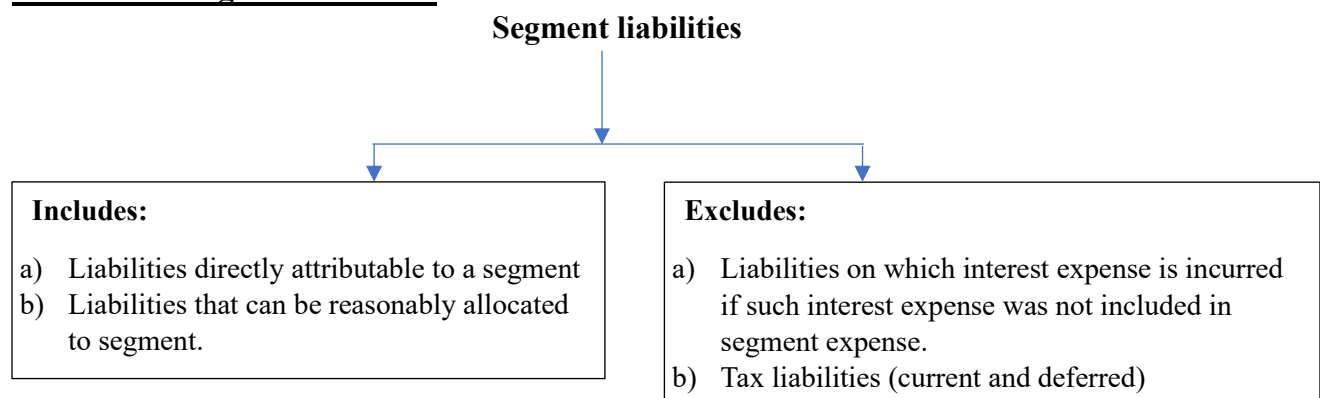 Segment liabilities
Includes:
a) Liabilities directly attributable to a segment
b) Liabilities that can be reasonably allocated
to segment.
Excludes:
a) Liabilities on which interest expense is incurred
if such interest expense was not included in
segment expense.
b) Tax liabilities (current and deferred)